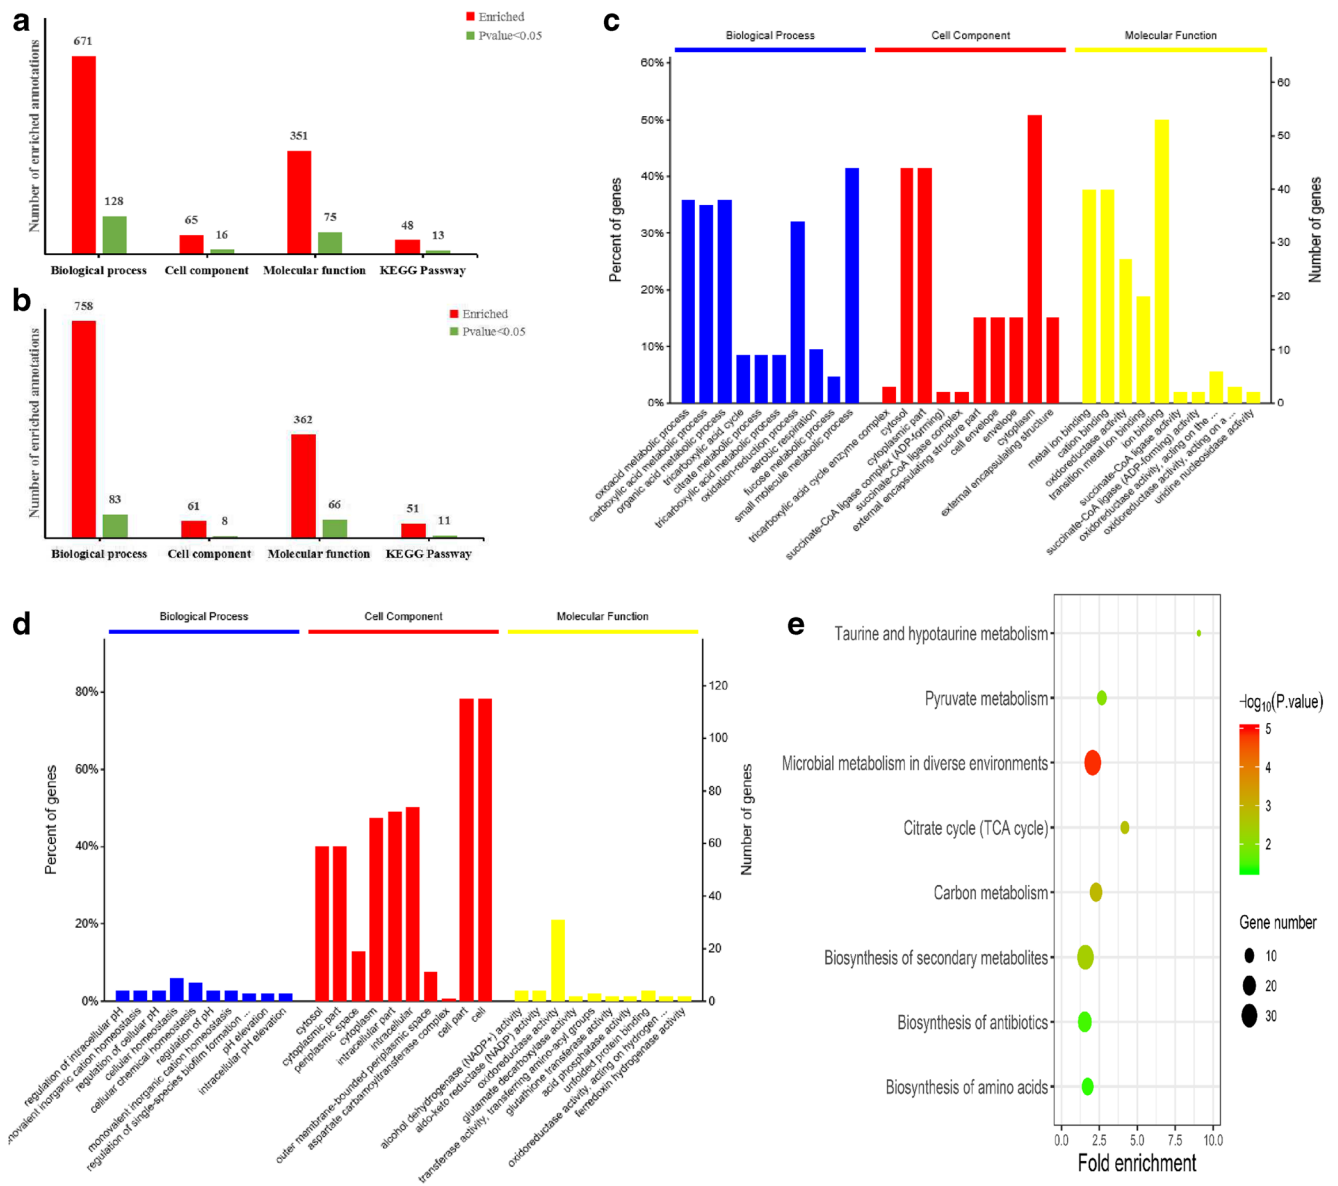 a
Enriched
Pvalue<0.05
Number of enriched annotations
671
128
65
16
351
75
48
13
Biological process
Cell component
Molecular function
KEGG Passway
b
Enriched
Pvalue<0.05
Number of enriched annotations
758
83
61
8
362
66
51
11
Biological process
Cell component
Molecular function
KEGG Passway
c
Biological Process
Cell Component
Molecular Function
Percent of genes
60%
50%
40%
30%
20%
10%
0%
Number of genes
60
50
40
30
20
10
0
oxoacid metabolic process
carboxylic acid metabolic process
organic acid metabolic process
tricarboxylic acid cycle
citrate metabolic process
tricarboxylic acid metabolic process
oxidation-reduction process
aerobic respiration
fucose metabolic process
small molecule metabolic process
tricarboxylic acid cycle enzyme complex
cytosol
cytoplasmic part
succinate-CoA ligase complex (ADP-forming)
succinate-CoA ligase complex
external encapsulating structure part
cell envelope
envelope
cytoplasm
external encapsulating structure
metal ion binding
cation binding
oxidoreductase activity
transition metal ion binding
ion binding
succinate-CoA ligase activity
succinate-CoA ligase (ADP-forming) activity
oxidoreductase activity, acting on the ...
oxidoreductase activity, acting on a ...
uridine nucleosidase activity
d
Biological Process
Cell Component
Molecular Function
Percent of genes
80%
60%
40%
20%
0%
Number of genes
120
100
80
60
40
20
0
regulation of intracellular pH
novalent inorganic cation homeostasis
regulation of cellular pH
cellular homeostasis
cellular chemical homeostasis
regulation of pH
monovalent inorganic cation homeostasis
regulation of single-species biofilm formation ...
pH elevation
intracellular pH elevation
cytosol
cytoplasmic part
periplasmic space
cytoplasm
intracellular part
intracellular
outer membrane-bounded periplasmic space
aspartate carbamoyltransferase complex
cell part
cell
alcohol dehydrogenase (NADP+) activity
aldo-keto reductase (NADP) activity
oxidoreductase activity
glutamate decarboxylase activity
transferase activity, transferring amino-acyl groups
glutathione transferase activity
acid phosphatase activity
unfolded protein binding
oxidoreductase activity, acting on hydrogen ...
ferredoxin hydrogenase activity
e
Taurine and hypotaurine metabolism
Pyruvate metabolism
Microbial metabolism in diverse environments
Citrate cycle (TCA cycle)
Carbon metabolism
Biosynthesis of secondary metabolites
Biosynthesis of antibiotics
Biosynthesis of amino acids
0.0
2.5
5.0
7.5
10.0
Fold enrichment
-log10(P.value)
5
4
3
2
Gene number
10
20
30